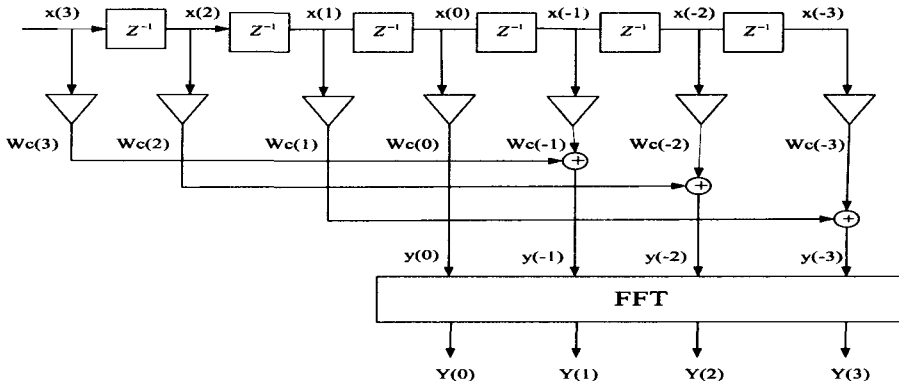 x(3) x(2) x(1) x(0) x(-1) x(-2) x(-3)
Z⁻¹ Z⁻¹ Z⁻¹ Z⁻¹ Z⁻¹ Z⁻¹
Wc(3) Wc(2) Wc(1) Wc(0) Wc(-1) Wc(-2) Wc(-3)
+
+
+
y(0) y(-1) y(-2) y(-3)
FFT
Y(0) Y(1) Y(2) Y(3)